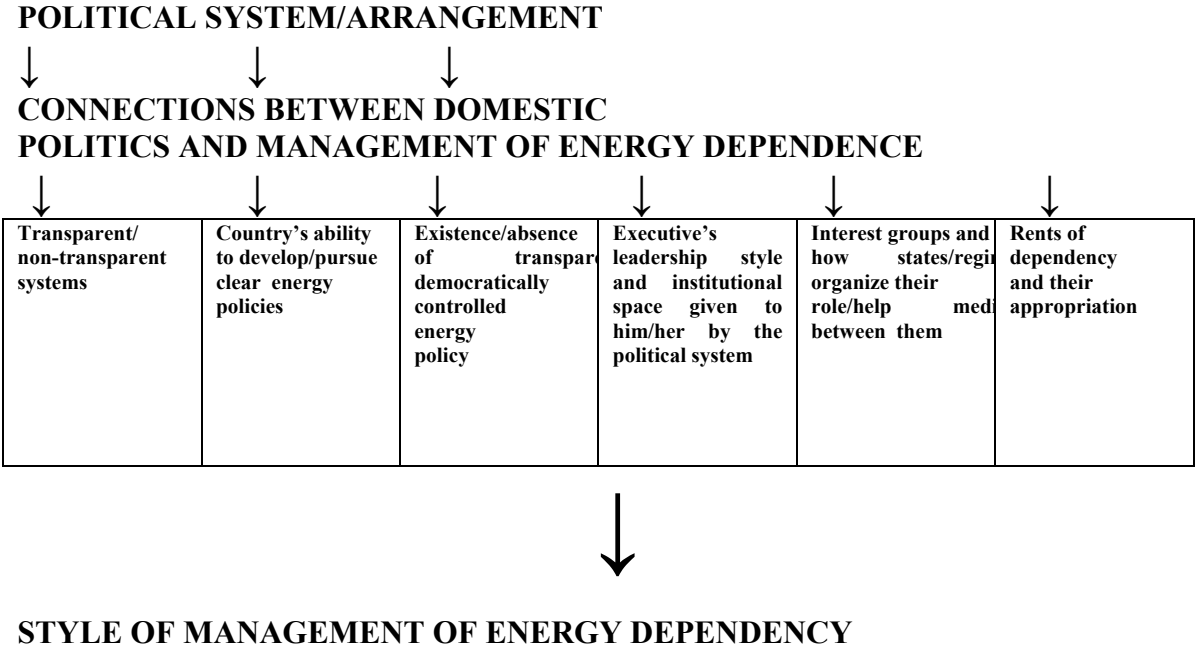 POLITICAL SYSTEM/ARRANGEMENT
↓ ↓ ↓
CONNECTIONS BETWEEN DOMESTIC
POLITICS AND MANAGEMENT OF ENERGY DEPENDENCE
↓ ↓ ↓ ↓ ↓ ↓
Transparent/
non-transparent
systems
Country's ability
to develop/pursue
clear energy
policies
Existence/absence
of transpar
democratically
controlled
energy
policy
Executive's
leadership style
and institutional
space given to
him/her by the
political system
Interest groups and
how states/regi
organize their
role/help medi
between them
Rents of
dependency
and their
appropriation
↓
STYLE OF MANAGEMENT OF ENERGY DEPENDENCY